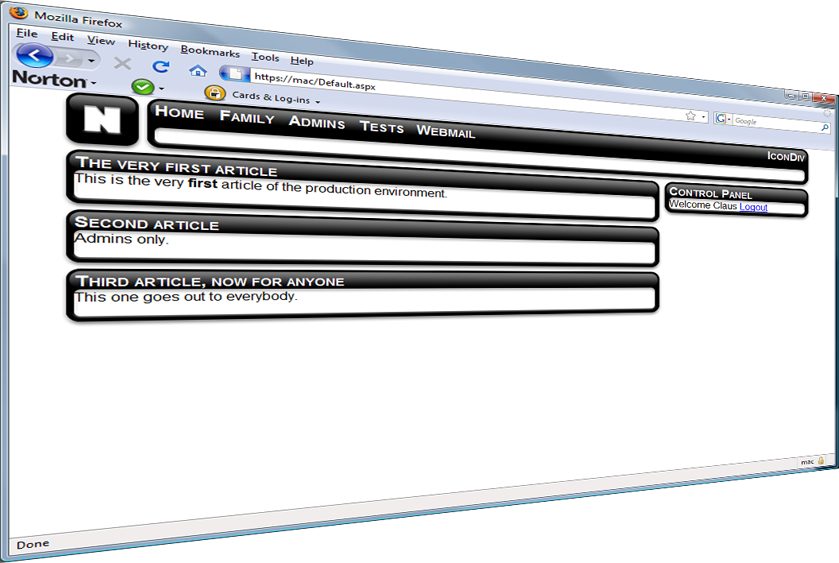 Mozilla Firefox
File Edit View History Bookmarks Tools Help
https://mac/Default.aspx
Google
Norton
Cards & Log-ins
N
Home Family Admins Tests Webmail
IconDiv
The very first article
This is the very first article of the production environment.
Control Panel
Welcome Claus Logout
Second article
Admins only.
Third article, now for anyone
This one goes out to everybody.
mac
Done